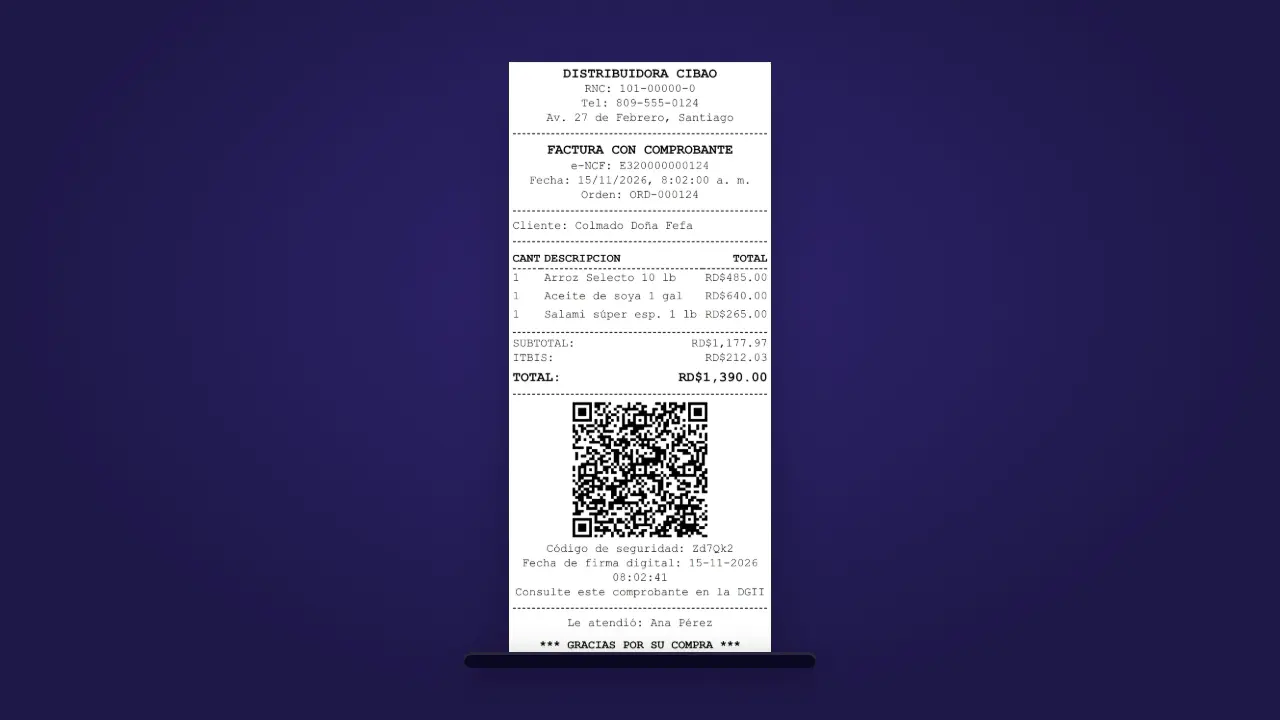 DISTRIBUIDORA CIBAO
RNC: 101-00000-0
Tel: 809-555-0124
Av. 27 de Febrero, Santiago
FACTURA CON COMPROBANTE
e-NCF: E320000000124
Fecha: 15/11/2026, 8:02:00 a. m.
Orden: ORD-000124
Cliente: Colmado Doña Fefa
CANT DESCRIPCION TOTAL
1 Arroz Selecto 10 lb RD$485.00
1 Aceite de soya 1 gal RD$640.00
1 Salami súper esp. 1 lb RD$265.00
SUBTOTAL: RD$1,177.97
ITBIS: RD$212.03
TOTAL: RD$1,390.00
Código de seguridad: Zd7Qk2
Fecha de firma digital: 15-11-2026
08:02:41
Consulte este comprobante en la DGII
Le atendió: Ana Pérez
*** GRACIAS POR SU COMPRA ***